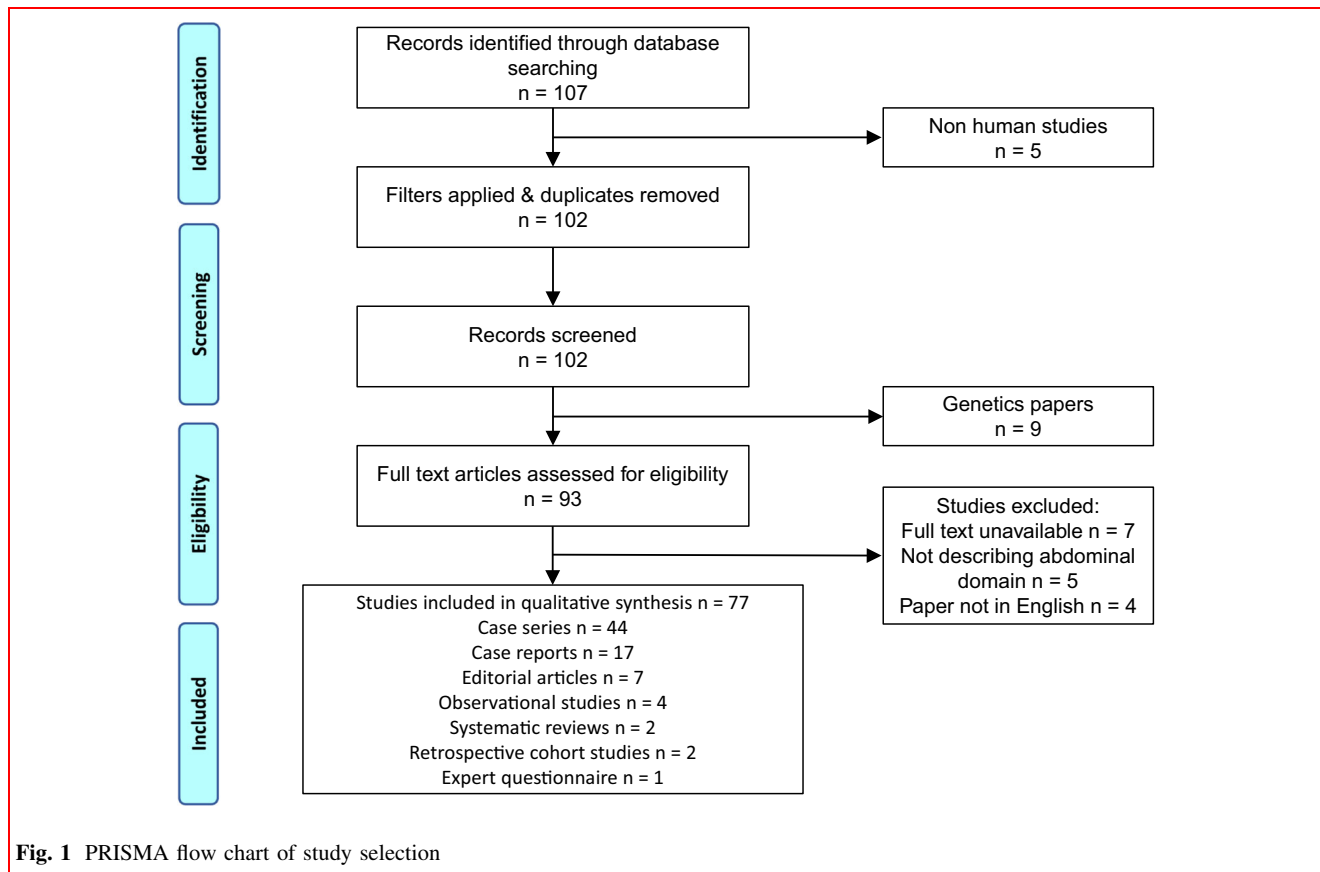 Identification
Records identified through database
searching
n = 107
Non human studies
n = 5
Filters applied & duplicates removed
n = 102
Screening
Records screened
n = 102
Genetics papers
n = 9
Eligibility
Full text articles assessed for eligibility
n = 93
Studies excluded:
Full text unavailable n = 7
Not describing abdominal
domain n = 5
Paper not in English n = 4
Included
Studies included in qualitative synthesis n = 77
Case series n = 44
Case reports n = 17
Editorial articles n = 7
Observational studies n = 4
Systematic reviews n = 2
Retrospective cohort studies n = 2
Expert questionnaire n = 1
Fig. 1 PRISMA flow chart of study selection